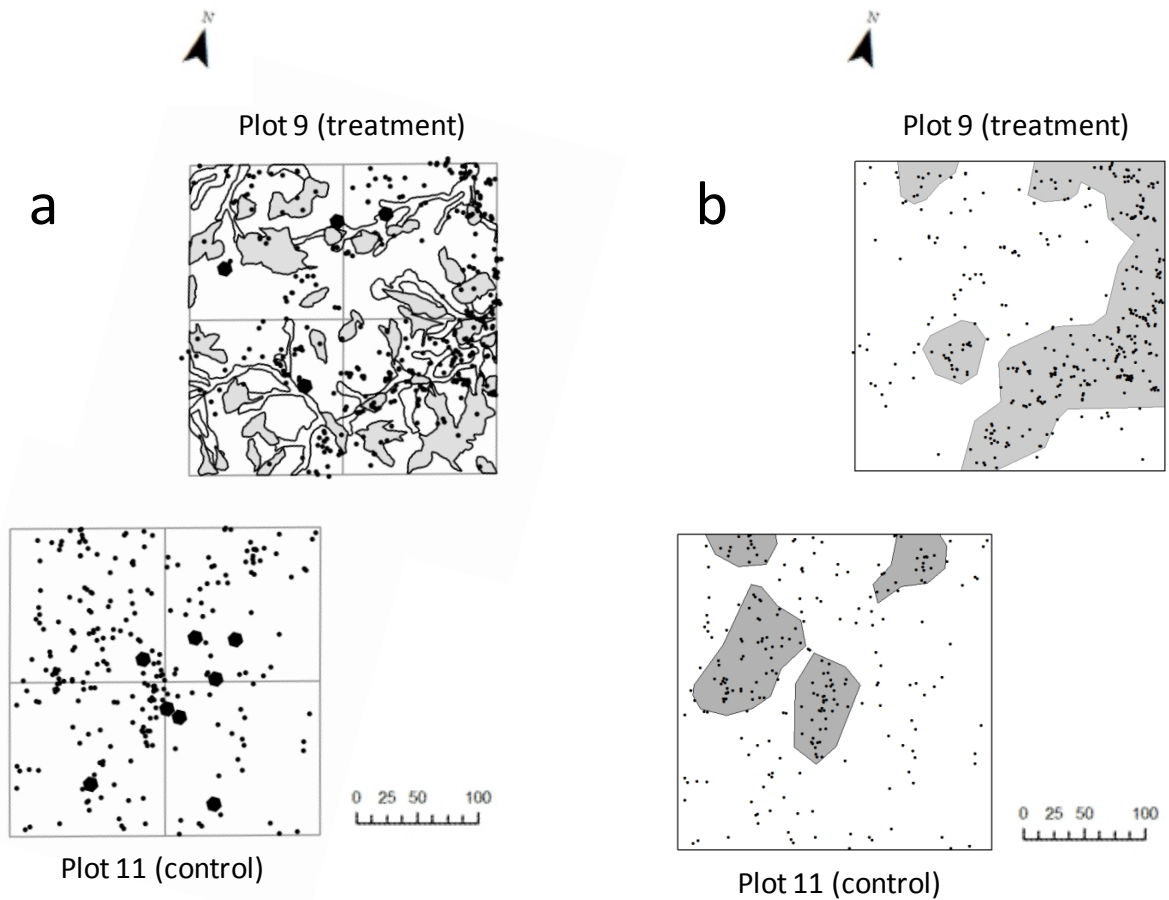 N
N
Plot 9 (treatment)
Plot 9 (treatment)
a
b
0 25 50 100
0 25 50 100
Plot 11 (control)
Plot 11 (control)